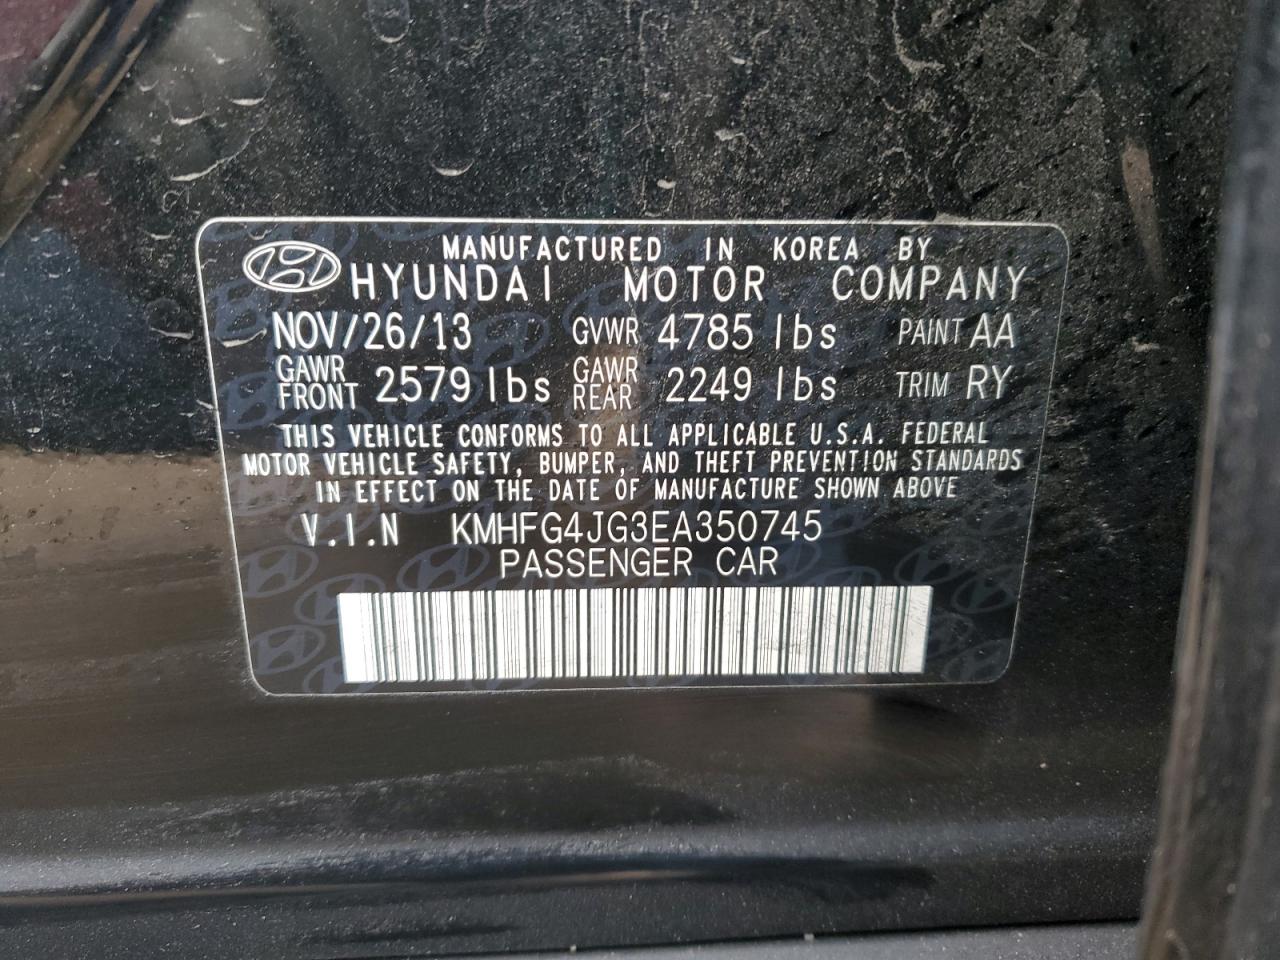 MANUFACTURED IN KOREA BY
HYUNDAI MOTOR COMPANY
NOV/26/13 GVWR 4785 lbs PAINT AA
GAWR FRONT 2579 lbs GAWR REAR 2249 lbs TRIM RY
THIS VEHICLE CONFORMS TO ALL APPLICABLE U.S.A. FEDERAL
MOTOR VEHICLE SAFETY, BUMPER, AND THEFT PREVENTION STANDARDS
IN EFFECT ON THE DATE OF MANUFACTURE SHOWN ABOVE
V.I.N KMHFG4JG3EA350745
PASSENGER CAR